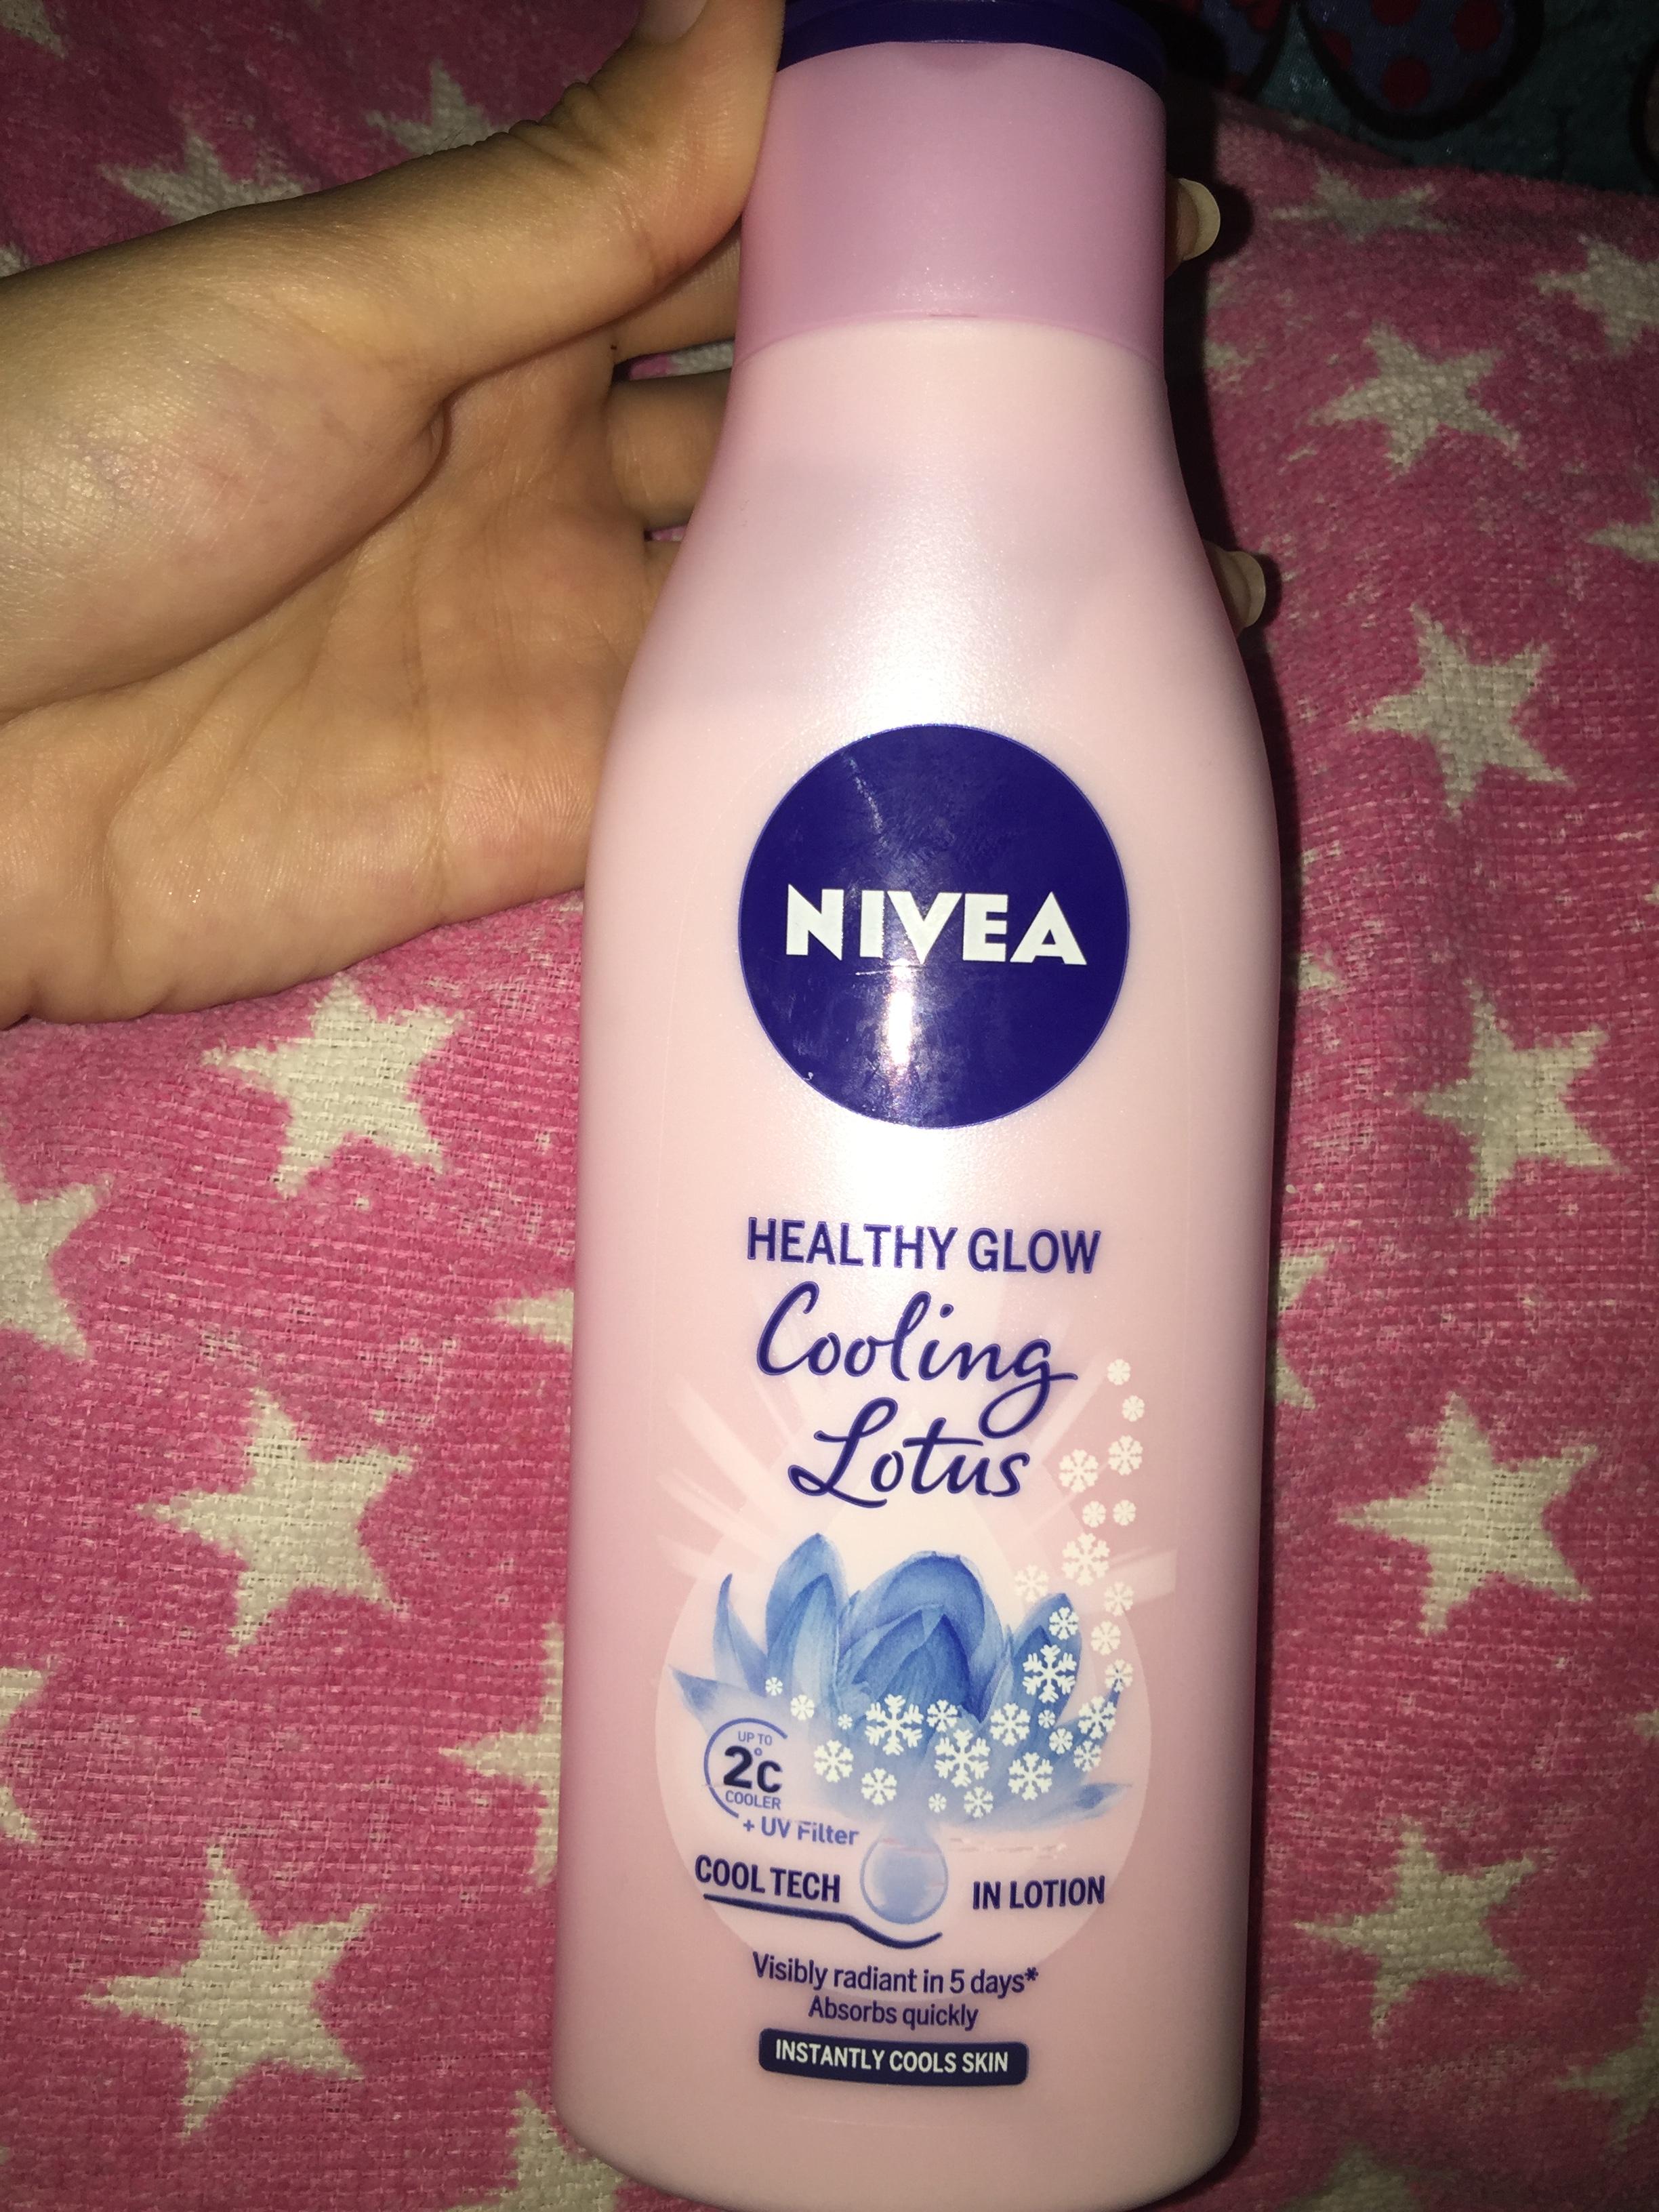 NIVEA
HEALTHY GLOW
Cooling
Lotus
UP TO
2°C
COOLER
+ UV Filter
COOL TECH IN LOTION
Visibly radiant in 5 days*
Absorbs quickly
INSTANTLY COOLS SKIN